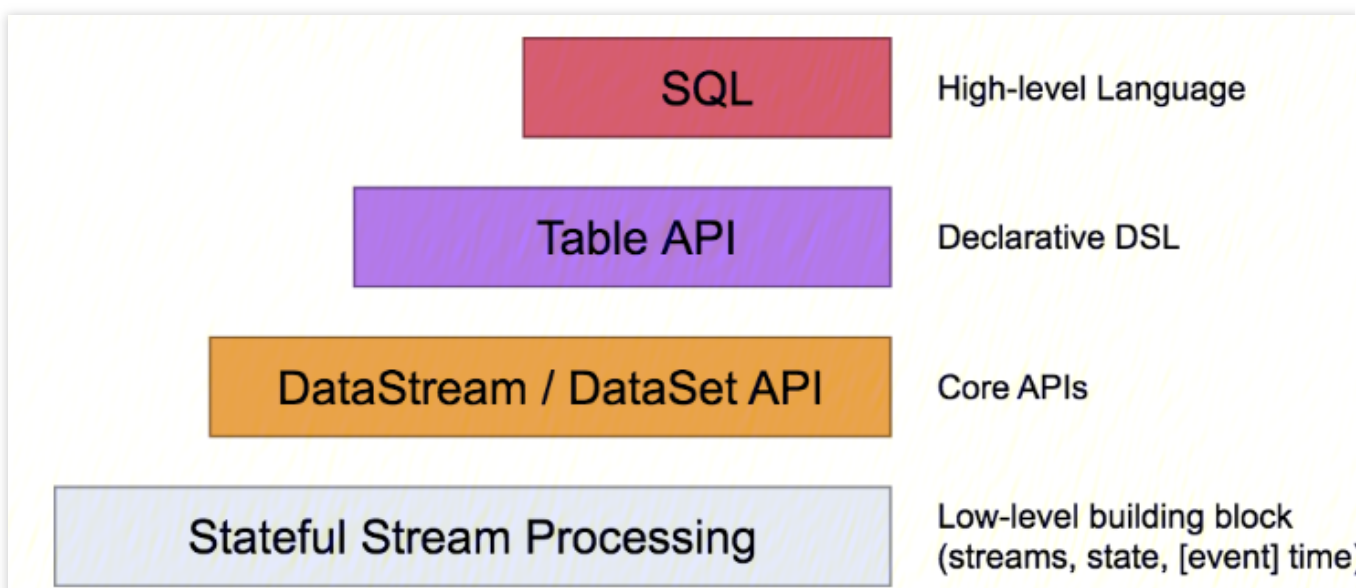 SQL
High-level Language
Table API
Declarative DSL
DataStream / DataSet API
Core APIs
Stateful Stream Processing
Low-level building block
(streams, state, [event] time)